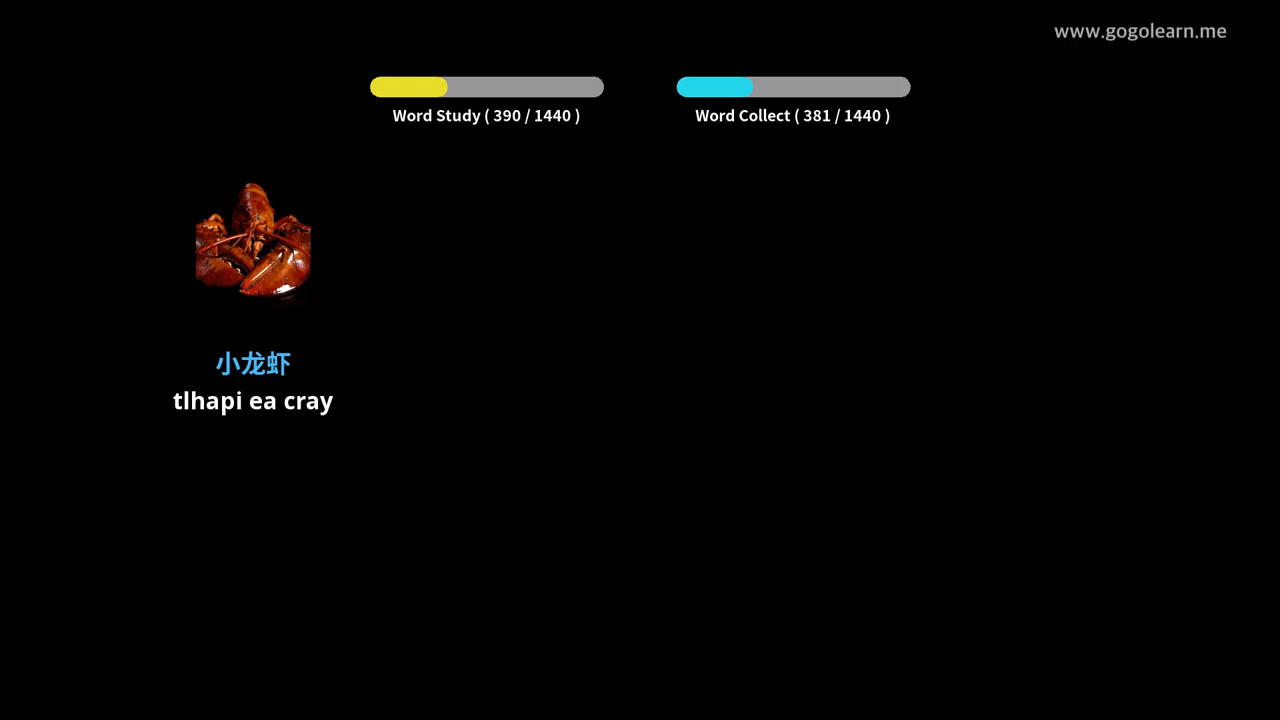 www.gogolearn.me
Word Study ( 390 / 1440 )
Word Collect ( 381 / 1440 )
小龙虾
tlhapi ea cray